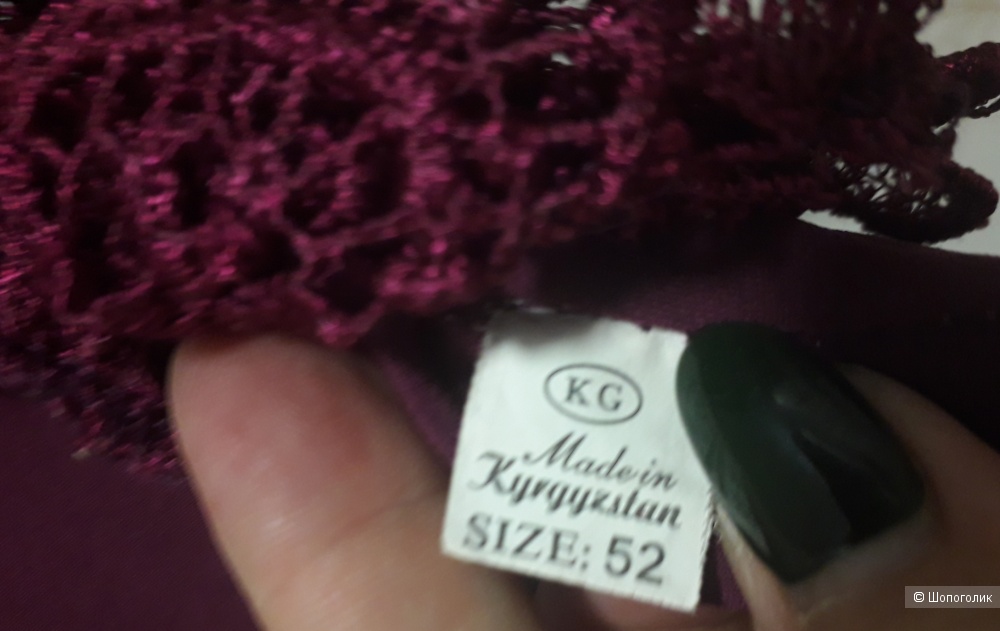 KG
Made in
Kyrgyzstan
SIZE: 52
© Шопоголик